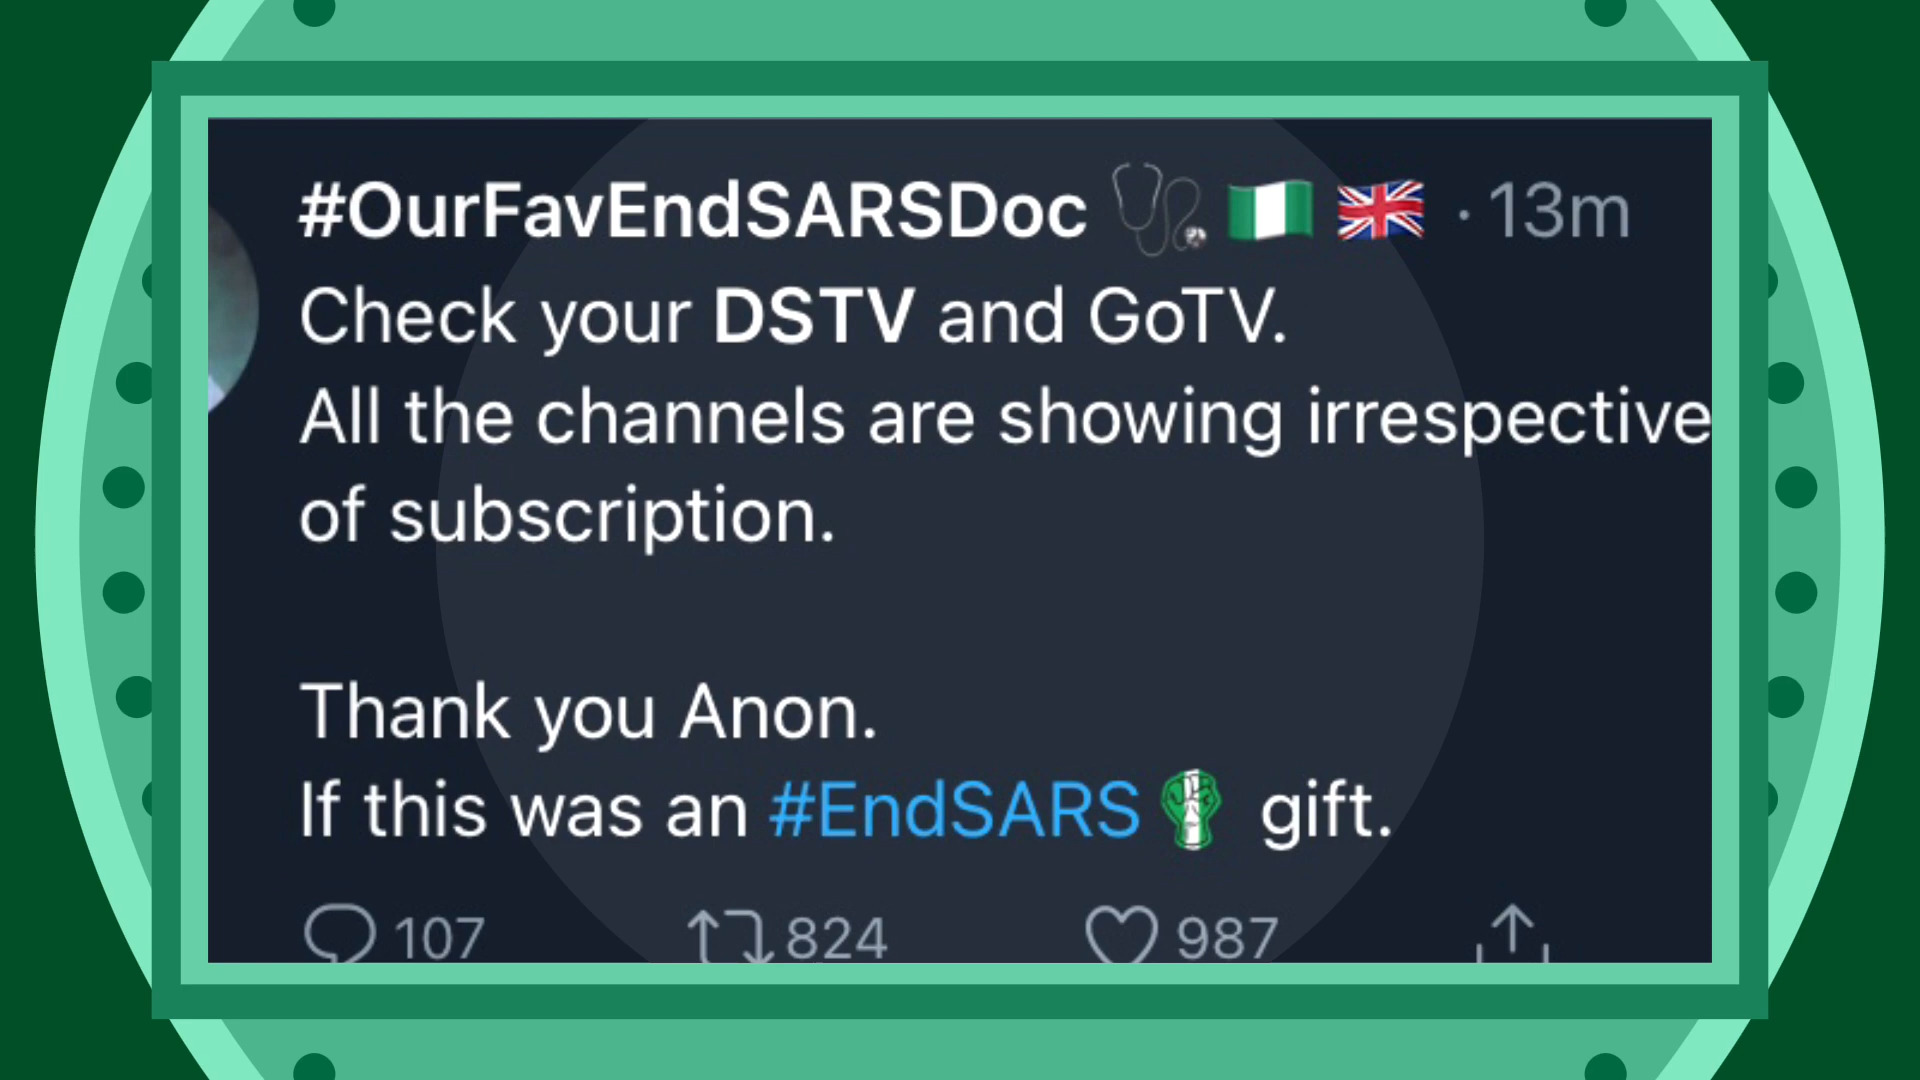 #OurFavEndSARSDoc 🩺 🇳🇬 🇬🇧 · 13m
Check your DSTV and GoTV.
All the channels are showing irrespective
of subscription.
Thank you Anon.
If this was an #EndSARS gift.
107 824 987